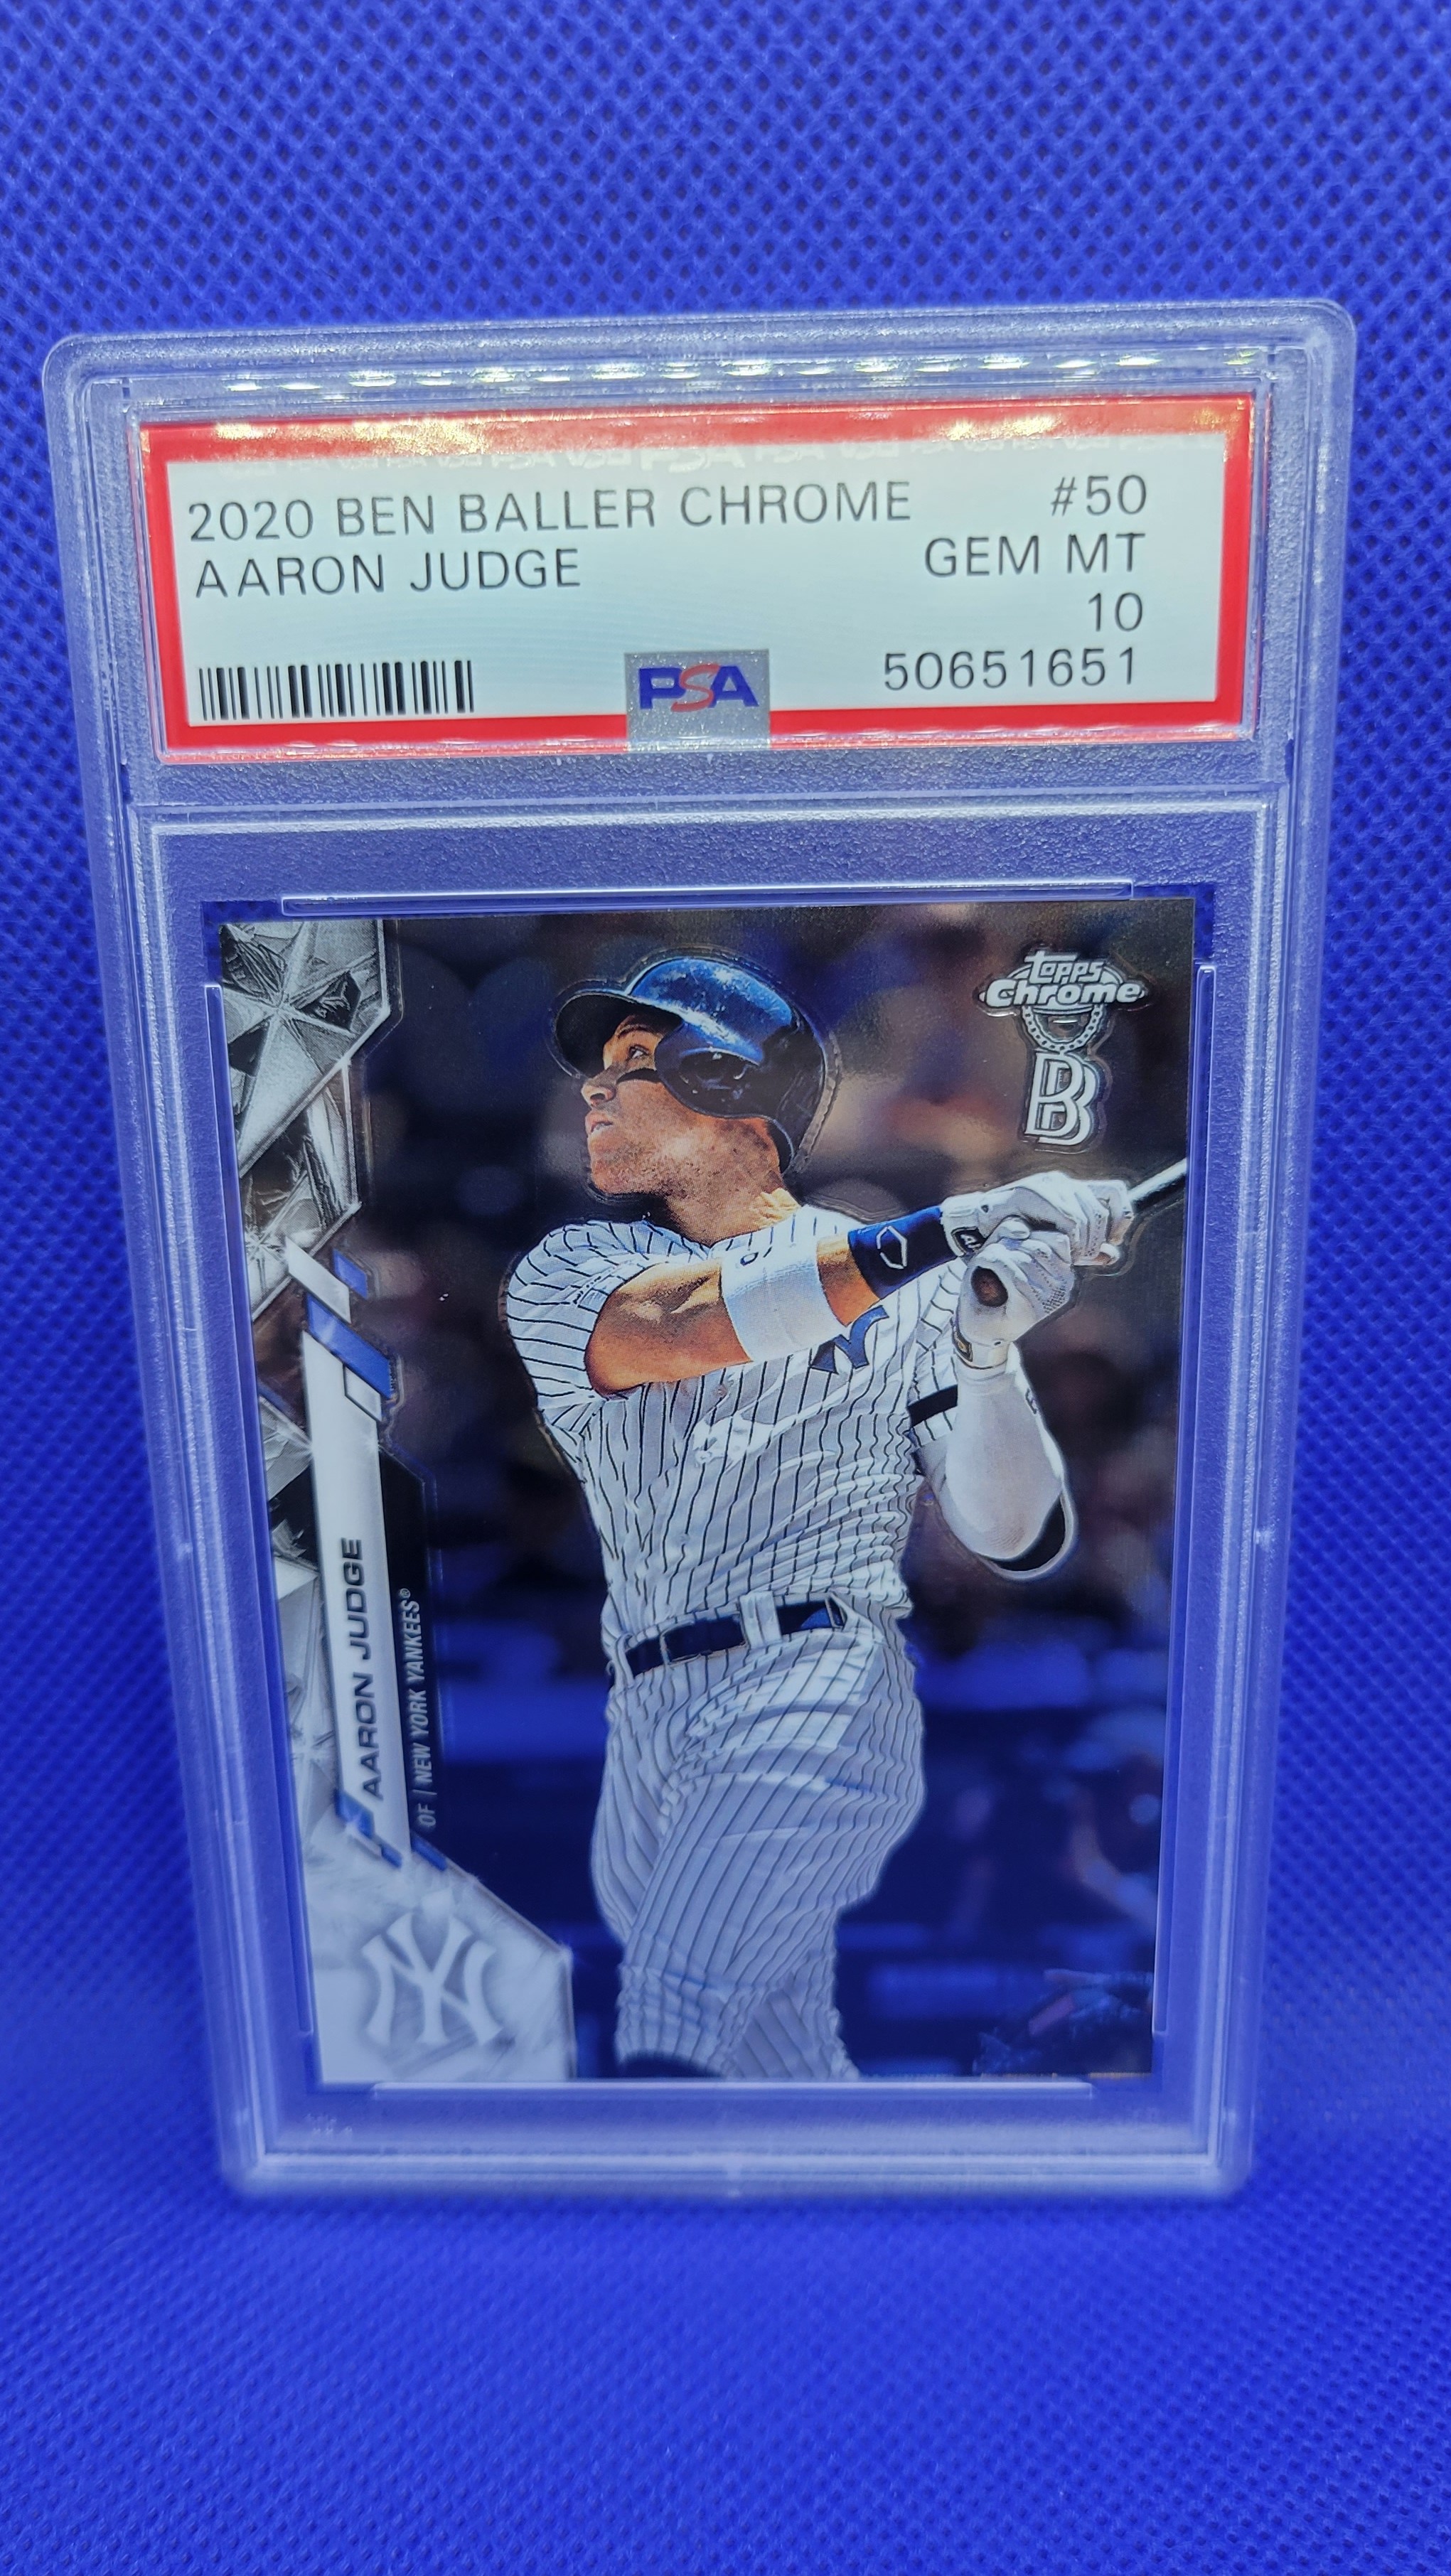 2020 BEN BALLER CHROME #50
AARON JUDGE GEM MT
10
PSA 50651651
Topps
Chrome
BB
AARON JUDGE
OF | NEW YORK YANKEES®
NY